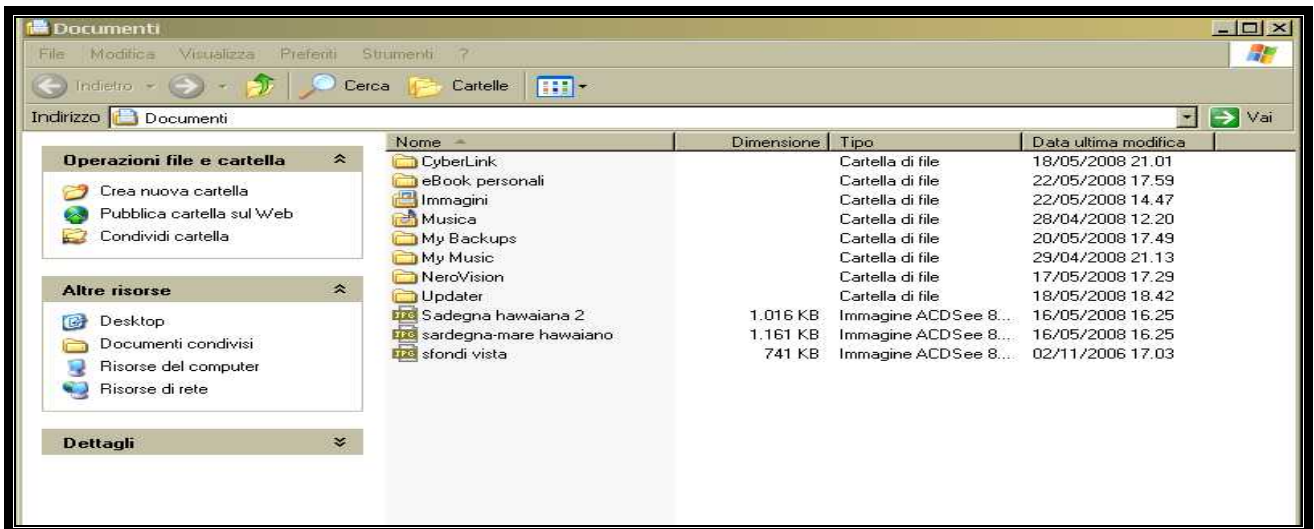 Documenti
File Modifica Visualizza Preferiti Strumenti ?
Indietro Cerca Cartelle
Indirizzo Documenti Vai
Operazioni file e cartella
Crea nuova cartella
Pubblica cartella sul Web
Condividi cartella
Altre risorse
Desktop
Documenti condivisi
Risorse del computer
Risorse di rete
Dettagli
Nome Dimensione Tipo Data ultima modifica
CyberLink Cartella di file 18/05/2008 21.01
eBook personali Cartella di file 22/05/2008 17.59
Immagini Cartella di file 22/05/2008 14.47
Musica Cartella di file 28/04/2008 12.20
My Backups Cartella di file 20/05/2008 17.49
My Music Cartella di file 29/04/2008 21.13
NeroVision Cartella di file 17/05/2008 17.29
Updater Cartella di file 18/05/2008 18.42
Sadegna hawaiana 2 1.016 KB Immagine ACDSee 8... 16/05/2008 16.25
sardegna-mare hawaiano 1.161 KB Immagine ACDSee 8... 16/05/2008 16.25
sfondi vista 741 KB Immagine ACDSee 8... 02/11/2006 17.03